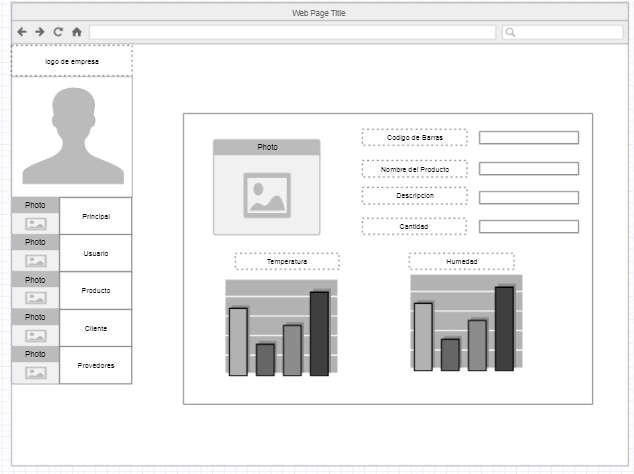 Web Page Title
logo de empresa
Photo
Principal
Photo
Usuario
Photo
Producto
Photo
Cliente
Photo
Provedores
Photo
Codigo de Barras
Nombre del Producto
Descripcion
Cantidad
Temperatura
Humedad